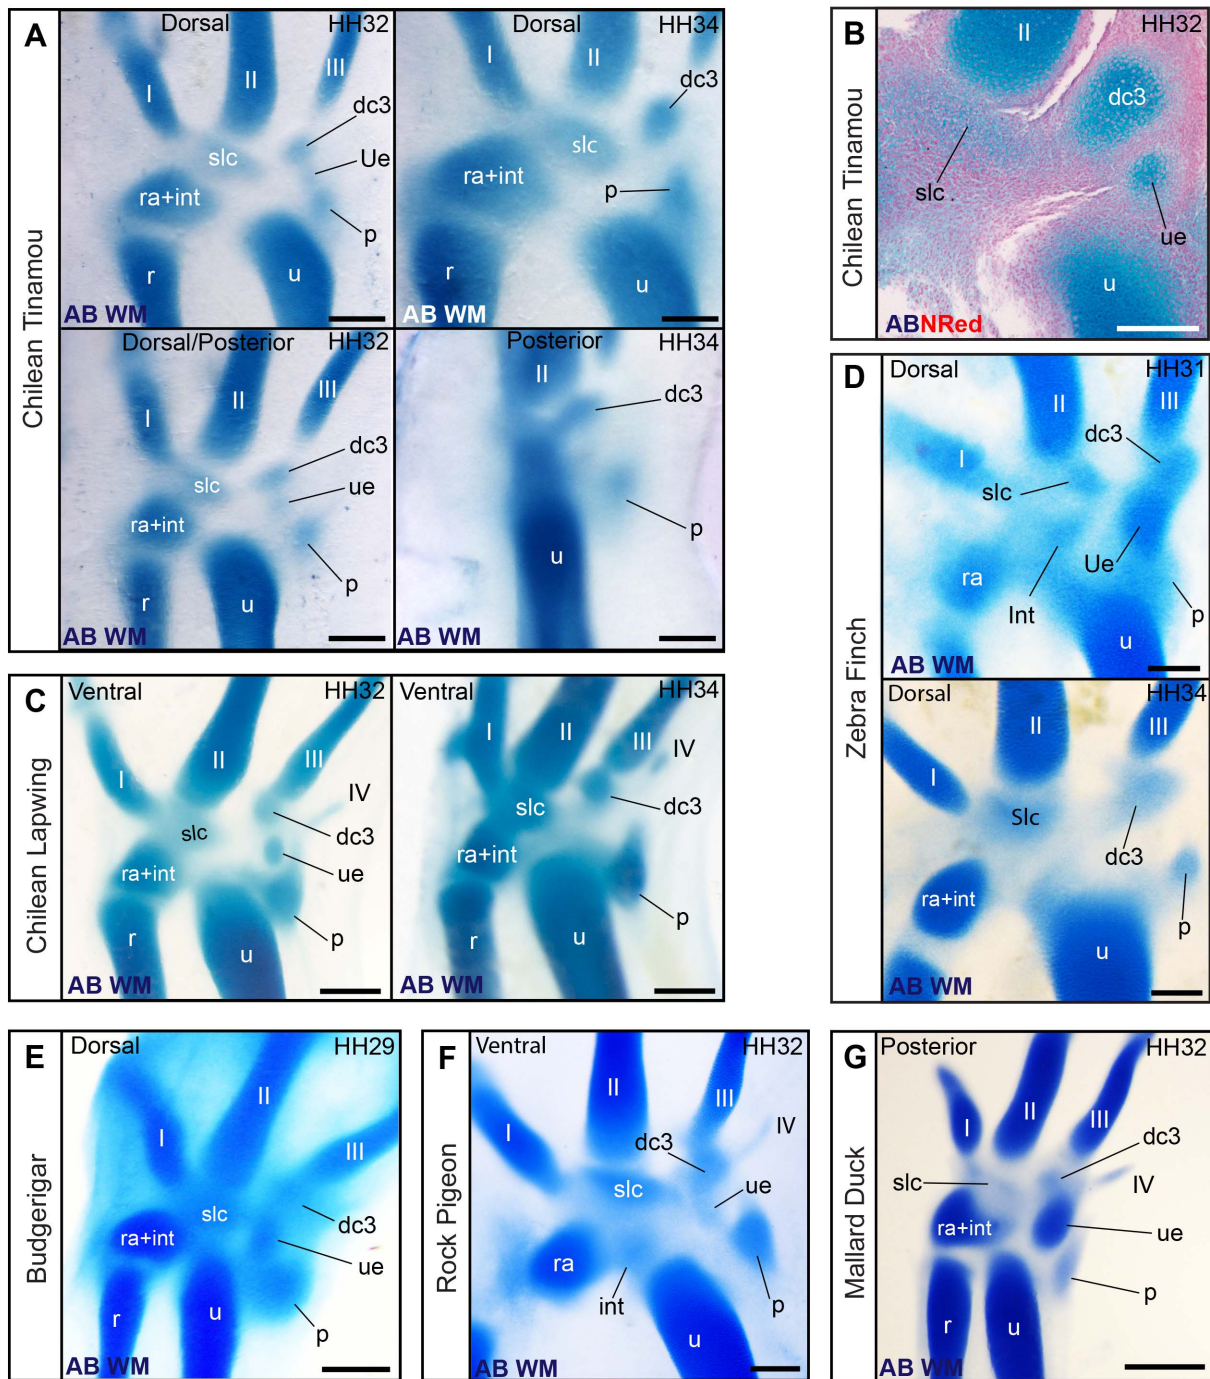 A
Chilean Tinamou
Dorsal
HH32
I
II
III
dc3
slc
Ue
ra+int
p
r
u
AB WM
Dorsal
HH34
I
II
dc3
slc
ra+int
p
r
u
AB WM
Dorsal/Posterior
HH32
I
II
III
dc3
slc
ue
ra+int
p
r
u
AB WM
Posterior
HH34
II
dc3
p
u
AB WM
B
Chilean Tinamou
HH32
II
dc3
slc
ue
u
ABNRed
C
Chilean Lapwing
Ventral
HH32
I
II
III
IV
slc
dc3
ra+int
ue
p
r
u
AB WM
Ventral
HH34
I
II
III
IV
slc
dc3
ra+int
p
r
u
AB WM
D
Zebra Finch
Dorsal
HH31
II
III
dc3
I
slc
Ue
ra
Int
p
u
AB WM
Dorsal
HH34
II
III
I
Slc
dc3
ra+int
p
u
AB WM
E
Budgerigar
Dorsal
HH29
II
I
III
slc
dc3
ra+int
ue
p
r
u
AB WM
F
Rock Pigeon
Ventral
HH32
II
III
I
IV
dc3
slc
ue
ra
int
p
u
AB WM
G
Mallard Duck
Posterior
HH32
I
II
III
dc3
slc
IV
ra+int
ue
p
r
u
AB WM